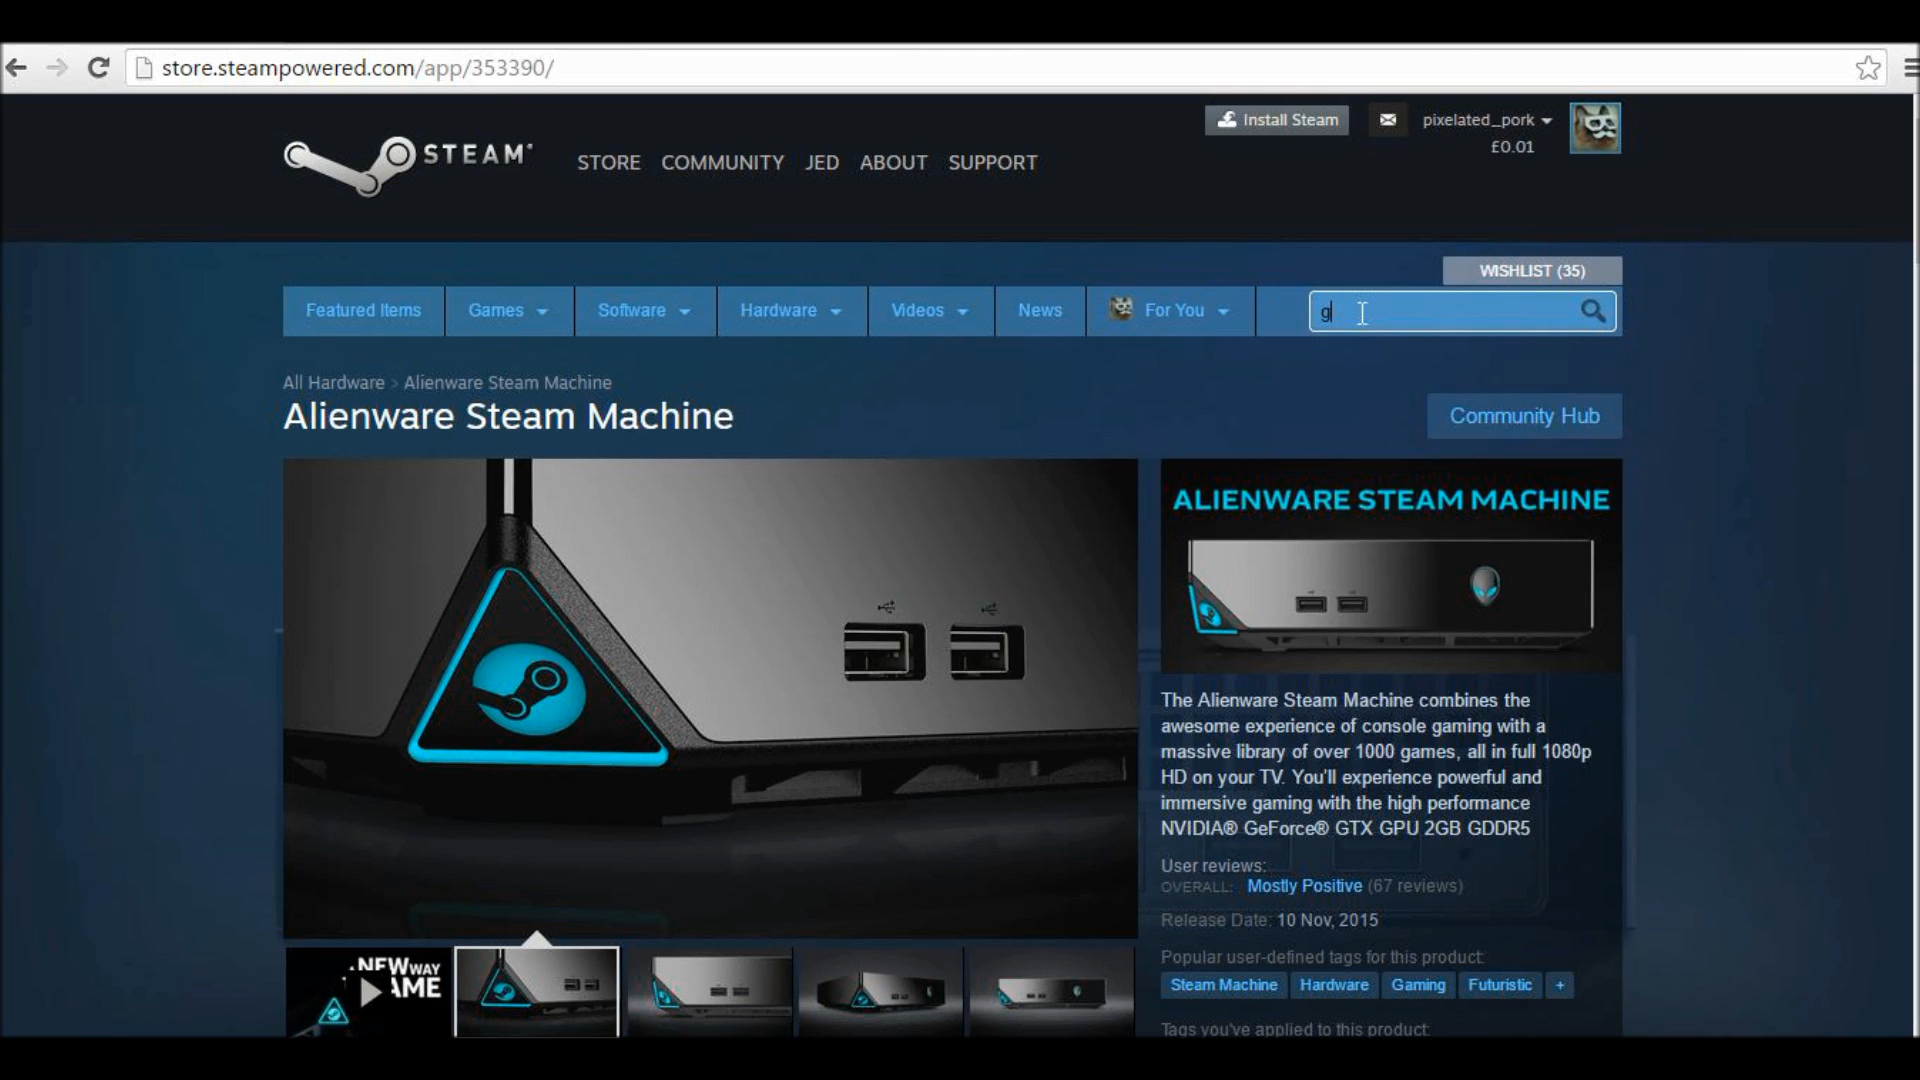 store.steampowered.com/app/353390/
Install Steam
pixelated_pork
£0.01
STEAM®
STORE COMMUNITY JED ABOUT SUPPORT
WISHLIST (35)
Featured Items Games Software Hardware Videos News For You
g
All Hardware > Alienware Steam Machine
Alienware Steam Machine
Community Hub
ALIENWARE STEAM MACHINE
The Alienware Steam Machine combines the
awesome experience of console gaming with a
massive library of over 1000 games, all in full 1080p
HD on your TV. You'll experience powerful and
immersive gaming with the high performance
NVIDIA® GeForce® GTX GPU 2GB GDDR5
User reviews:
OVERALL: Mostly Positive (67 reviews)
Release Date: 10 Nov, 2015
Popular user-defined tags for this product:
Steam Machine Hardware Gaming Futuristic +
Tags you've applied to this product:
NEW WAY